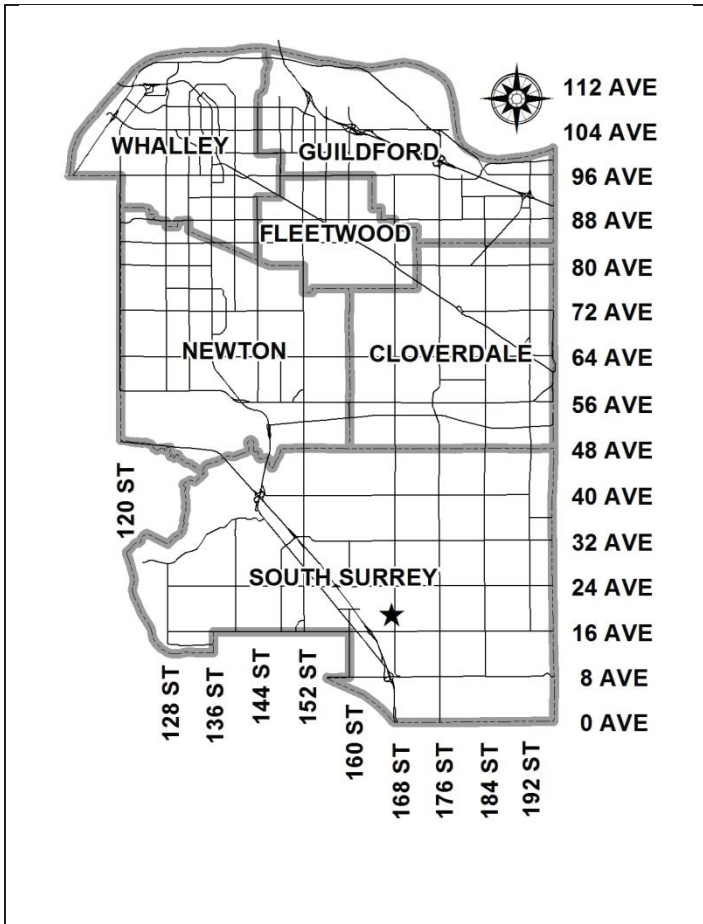 112 AVE
104 AVE
WHALLEY
GUILDFORD
96 AVE
88 AVE
FLEETWOOD
80 AVE
72 AVE
NEWTON
CLOVERDALE
64 AVE
56 AVE
48 AVE
120 ST
40 AVE
32 AVE
SOUTH SURREY
24 AVE
16 AVE
128 ST
136 ST
144 ST
152 ST
160 ST
8 AVE
0 AVE
168 ST
176 ST
184 ST
192 ST